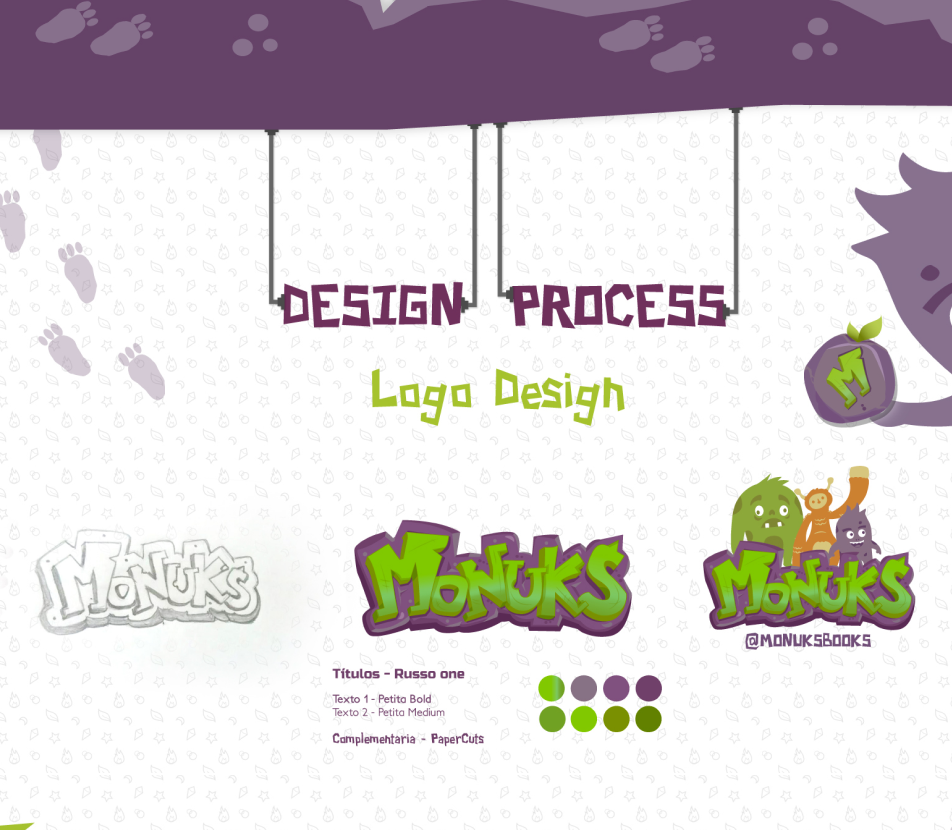 DESIGN PROCESS
Logo Design
M
MONUKS
MONUKS
MONUKS
@MONUKSBOOKS
Títulos - Russo one
Texto 1 - Petita Bold
Texto 2 - Petita Medium
Complementaria - PaperCuts